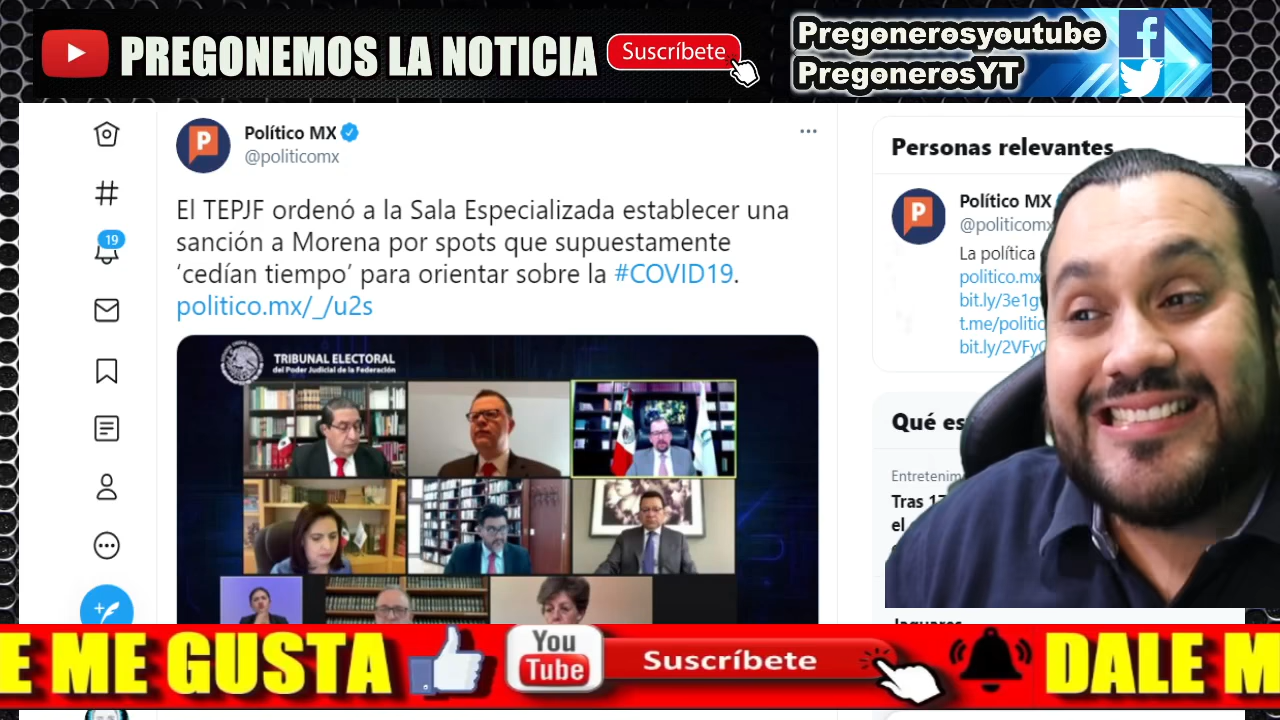 PREGONEMOS LA NOTICIA
Suscríbete
Pregonerosyoutube
PregonerosYT
Político MX
@politicomx
El TEPJF ordenó a la Sala Especializada establecer una
sanción a Morena por spots que supuestamente
‘cedían tiempo’ para orientar sobre la #COVID19.
politico.mx/_/u2s
TRIBUNAL ELECTORAL
del Poder Judicial de la Federación
19
Personas relevantes
Político MX
@politicomx
La política
politico.mx
bit.ly/3e1g
t.me/politic
bit.ly/2VFyC
Qué es
Entretenim
Tras 17
el
Jaguares
E ME GUSTA
You
Tube
Suscríbete
DALE M